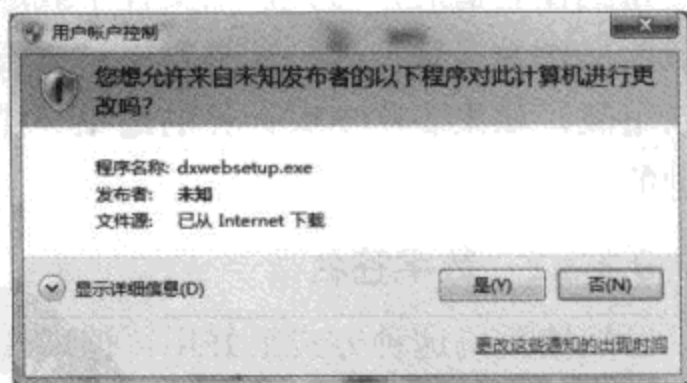 用户帐户控制
您想允许来自未知发布者的以下程序对此计算机进行更
改吗?
程序名称: dxwebsetup.exe
发布者: 未知
文件源: 已从 Internet 下载
显示详细信息(D)
是(Y)
否(N)
更改这些通知的出现时间